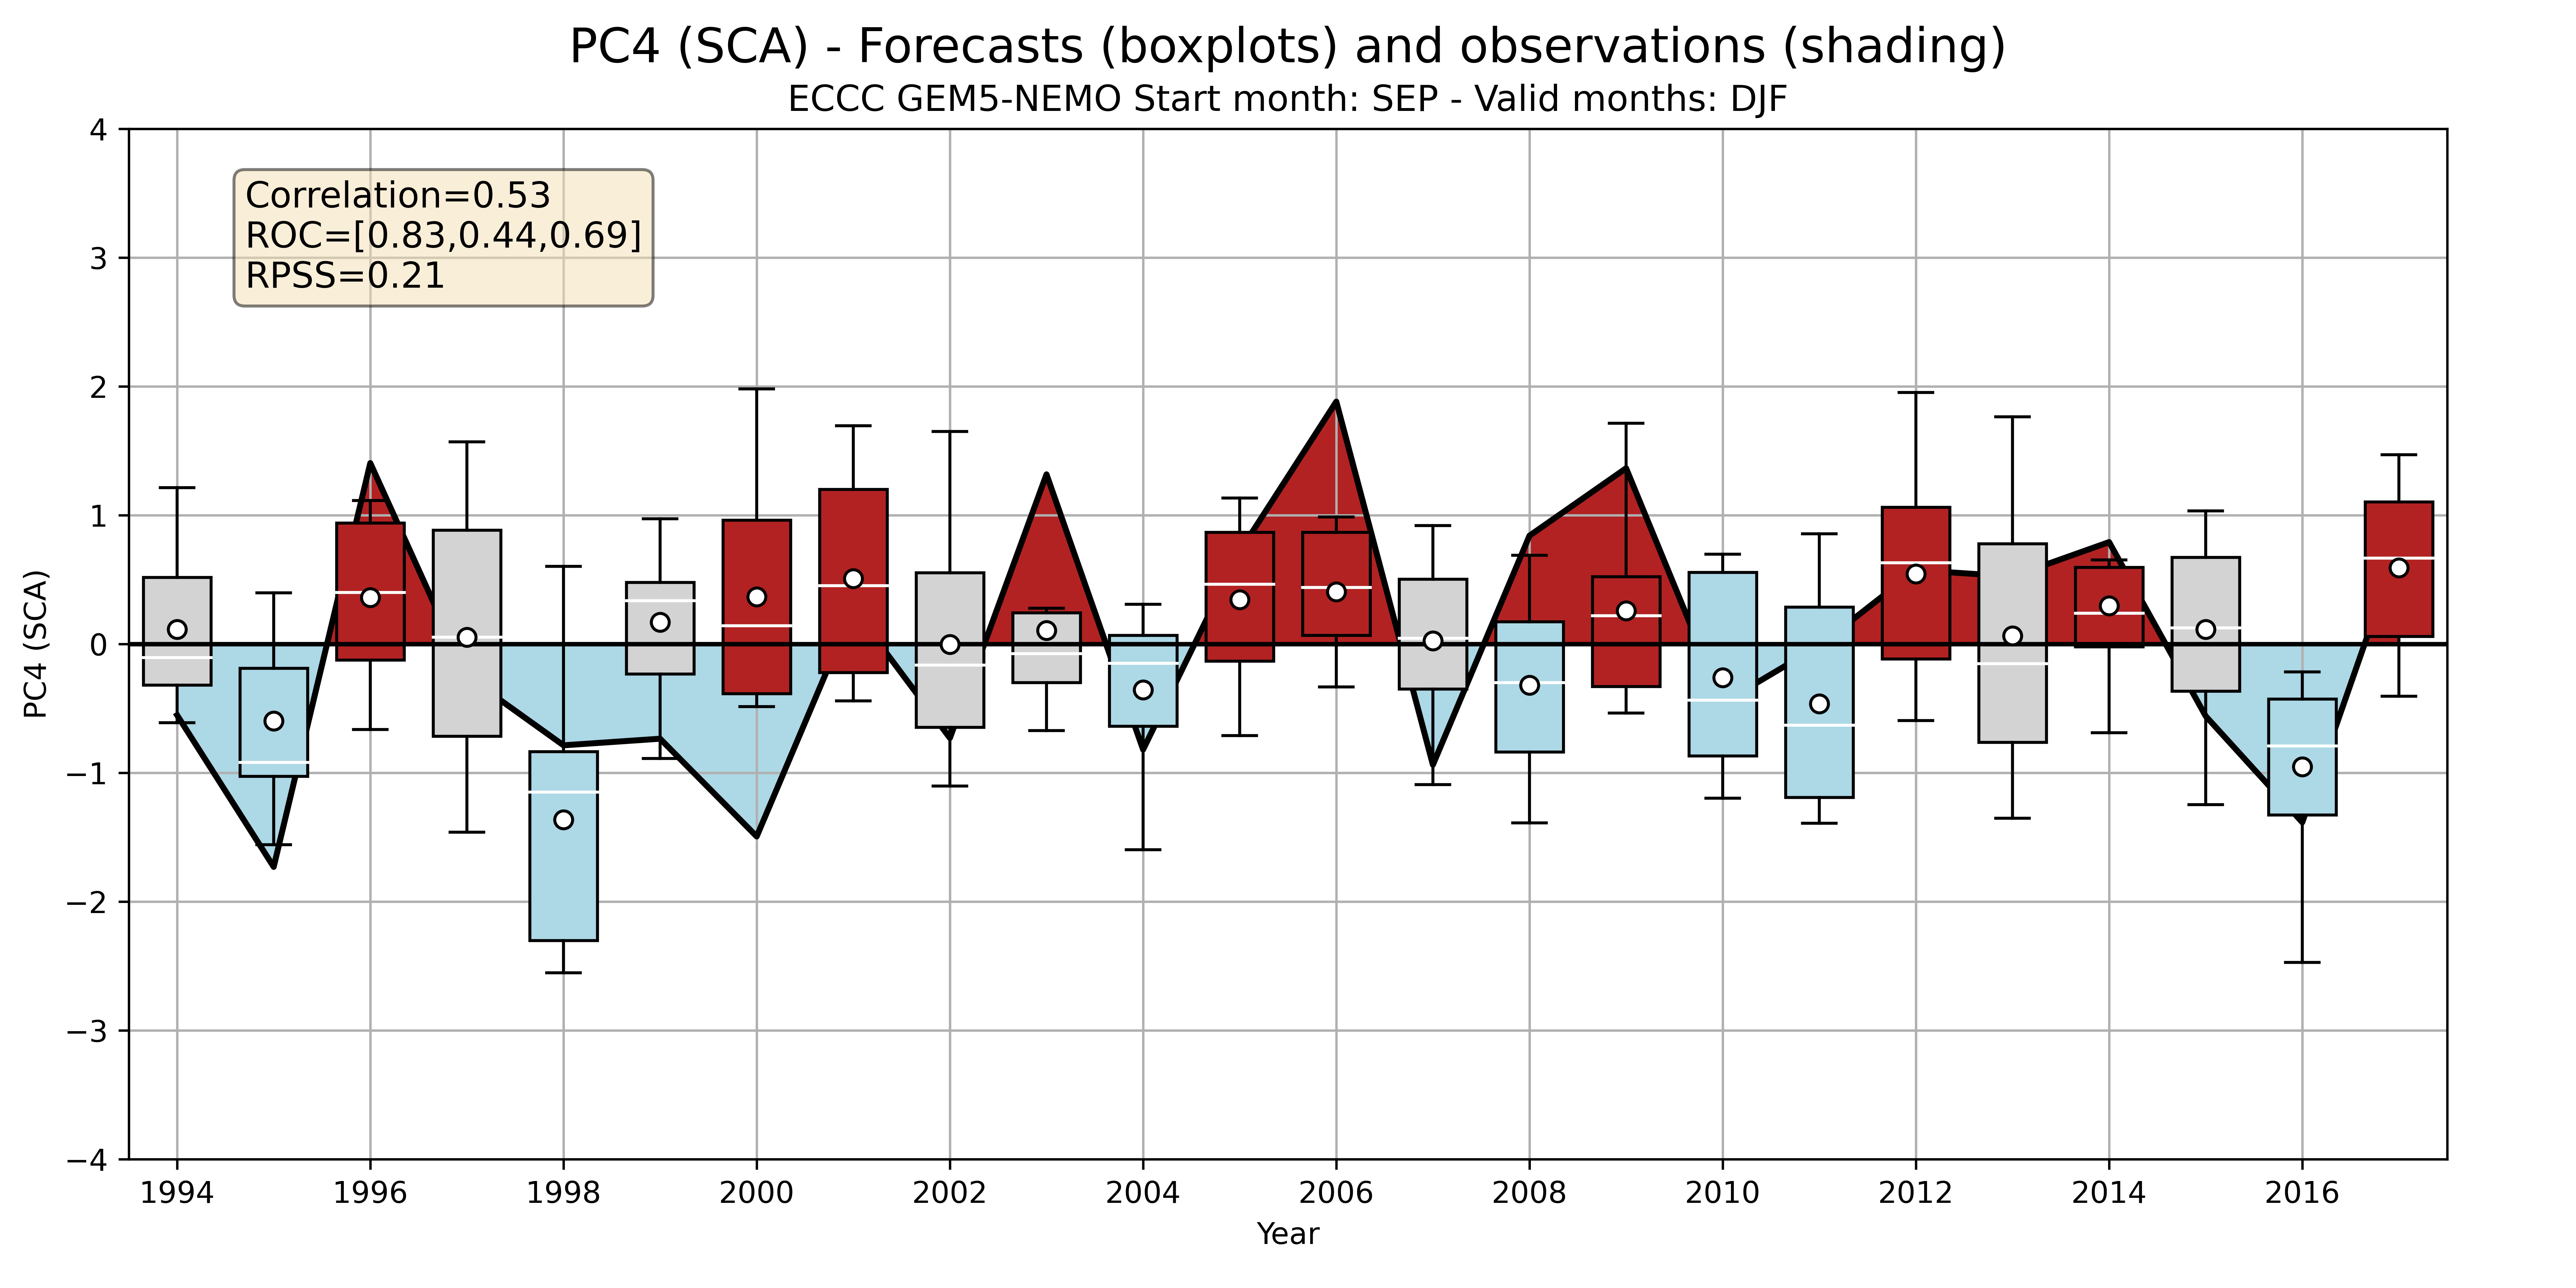 PC4 (SCA) - Forecasts (boxplots) and observations (shading)
ECCC GEM5-NEMO Start month: SEP - Valid months: DJF
Correlation=0.53
ROC=[0.83,0.44,0.69]
RPSS=0.21
PC4 (SCA)
4
3
2
1
0
−1
−2
−3
−4
1994 1996 1998 2000 2002 2004 2006 2008 2010 2012 2014 2016
Year